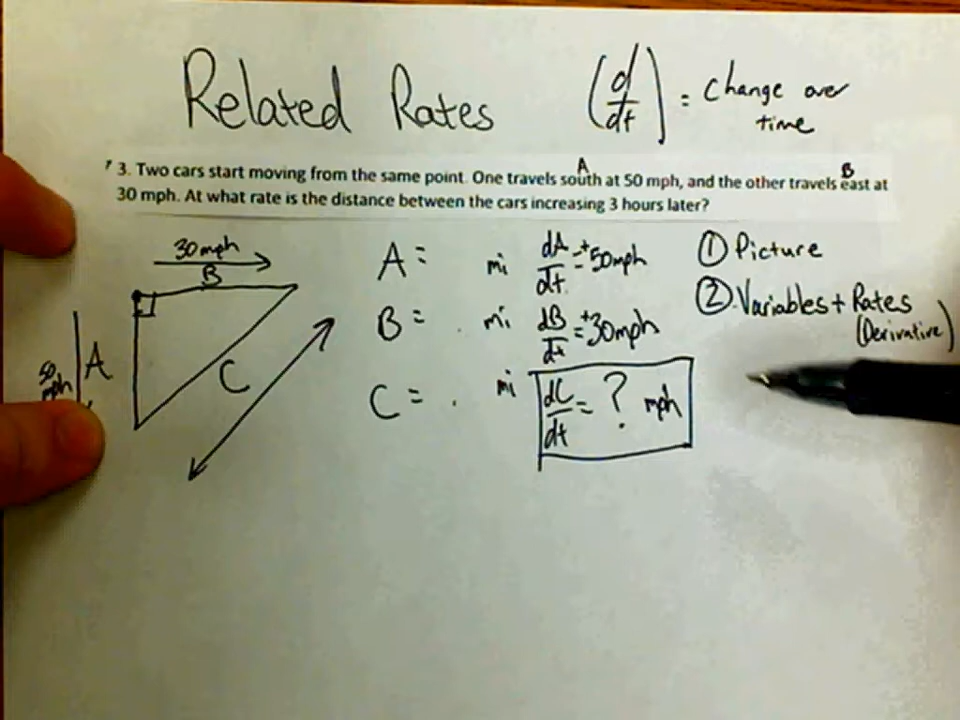 Related Rates (d/dt) = Change over time
A B
3. Two cars start moving from the same point. One travels south at 50 mph, and the other travels east at
30 mph. At what rate is the distance between the cars increasing 3 hours later?
30mph
B
50 mph
A
C
A = mi dA/dt = +50mph
B = mi dB/dt = +30mph
C = mi dC/dt = ? mph
① Picture
② Variables + Rates
(Derivative)